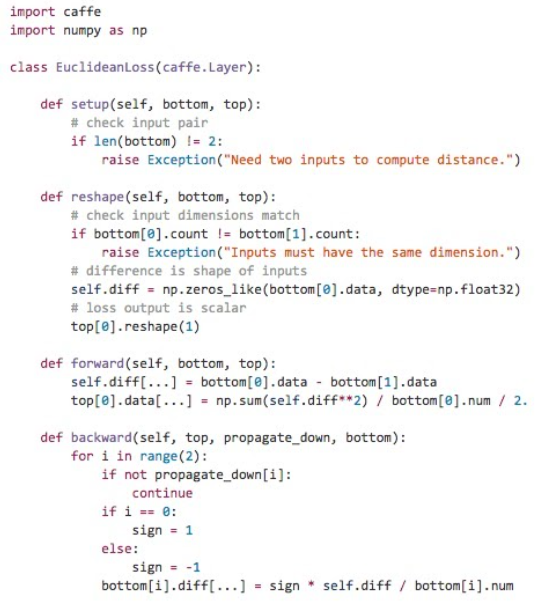 import caffe
import numpy as np
class EuclideanLoss(caffe.Layer):
    def setup(self, bottom, top):
        # check input pair
        if len(bottom) != 2:
            raise Exception("Need two inputs to compute distance.")
    def reshape(self, bottom, top):
        # check input dimensions match
        if bottom[0].count != bottom[1].count:
            raise Exception("Inputs must have the same dimension.")
        # difference is shape of inputs
        self.diff = np.zeros_like(bottom[0].data, dtype=np.float32)
        # loss output is scalar
        top[0].reshape(1)
    def forward(self, bottom, top):
        self.diff[...] = bottom[0].data - bottom[1].data
        top[0].data[...] = np.sum(self.diff**2) / bottom[0].num / 2.
    def backward(self, top, propagate_down, bottom):
        for i in range(2):
            if not propagate_down[i]:
                continue
            if i == 0:
                sign = 1
            else:
                sign = -1
            bottom[i].diff[...] = sign * self.diff / bottom[i].num